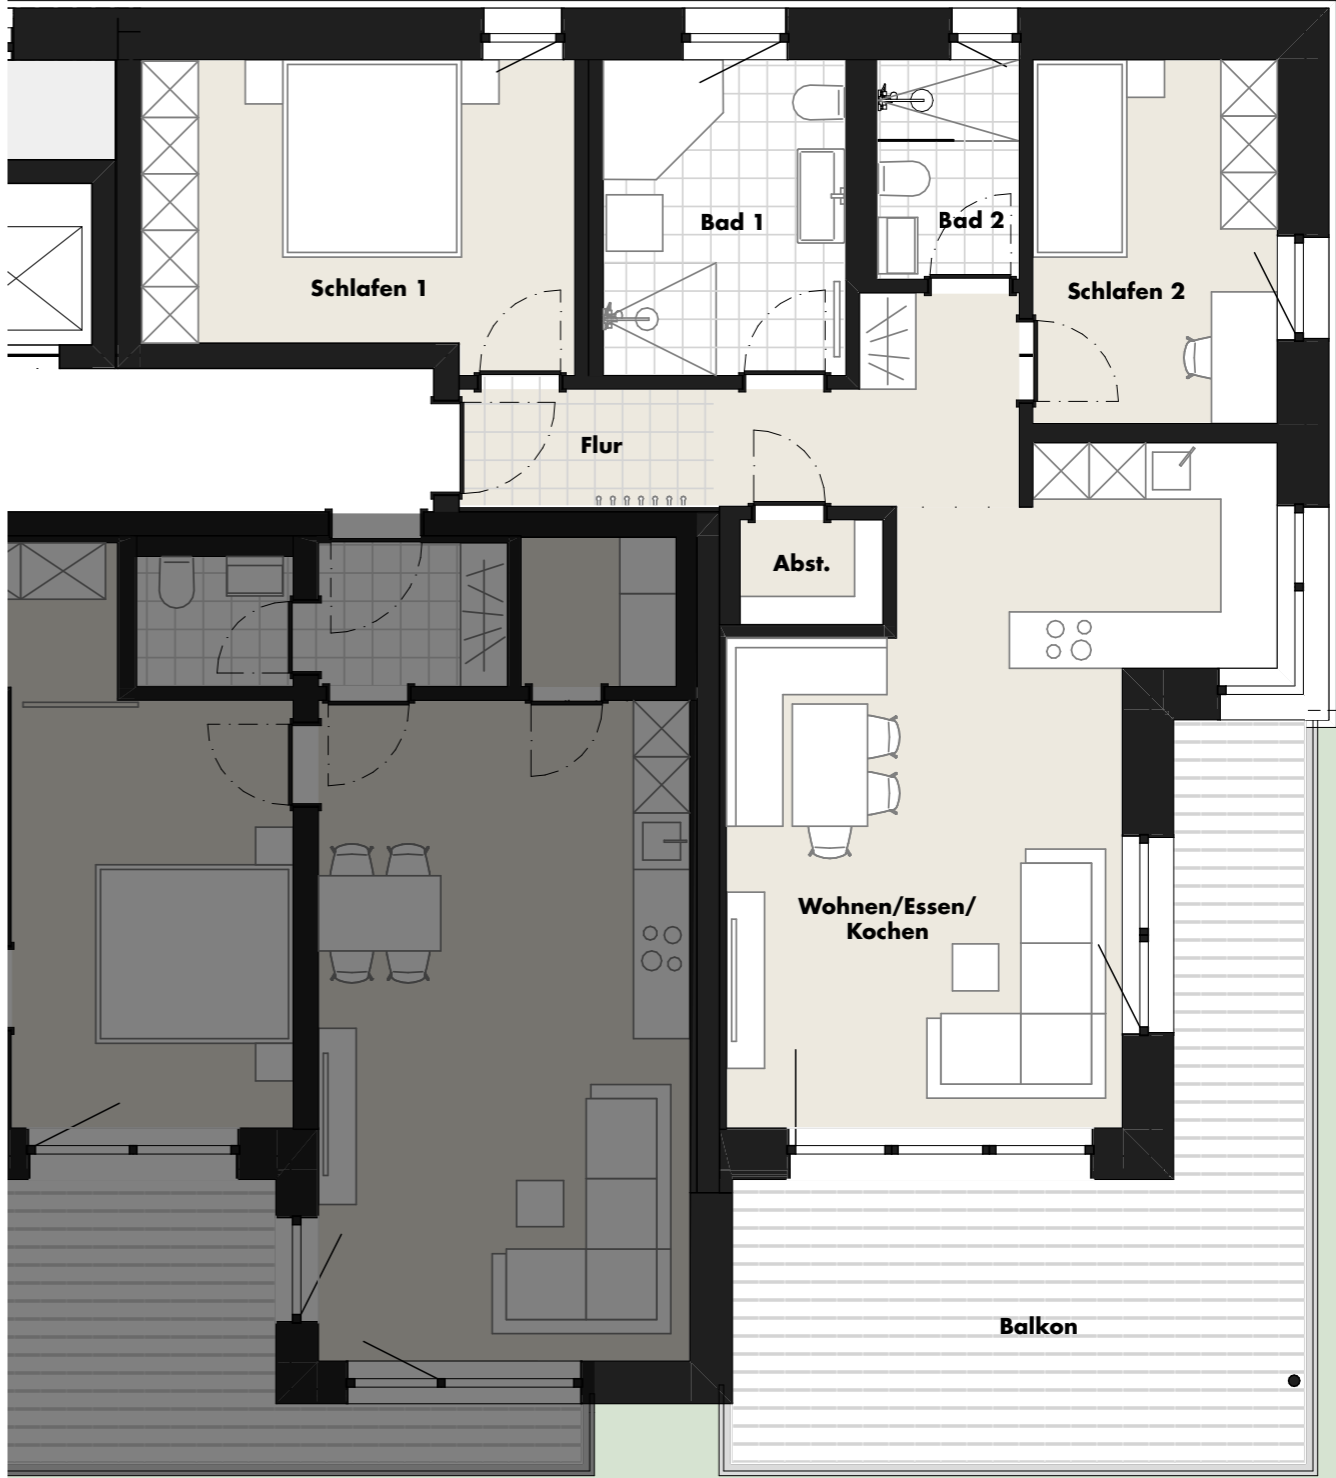 Schlafen 1
Bad 1
Bad 2
Schlafen 2
Flur
Abst.
Wohnen/Essen/
Kochen
Balkon